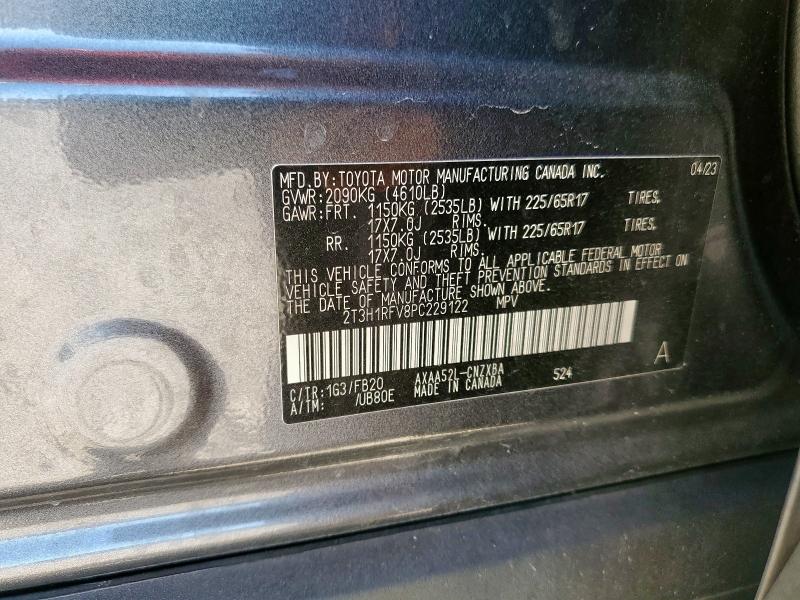 MFD.BY:TOYOTA MOTOR MANUFACTURING CANADA INC. 04/23
GVWR:2090KG (4610LB)
GAWR:FRT. 1150KG (2535LB) WITH 225/65R17 TIRES,
17X7.0J RIMS.
RR. 1150KG (2535LB) WITH 225/65R17 TIRES,
17X7.0J RIMS
THIS VEHICLE CONFORMS TO ALL APPLICABLE FEDERAL MOTOR
VEHICLE SAFETY AND THEFT PREVENTION STANDARDS IN EFFECT ON
THE DATE OF MANUFACTURE SHOWN ABOVE.
2T3H1RFV8PC229122 MPV
A
C/TR:1G3/FB20 AXAA52L-CNZXBA 524
A/TM: /UB80E MADE IN CANADA